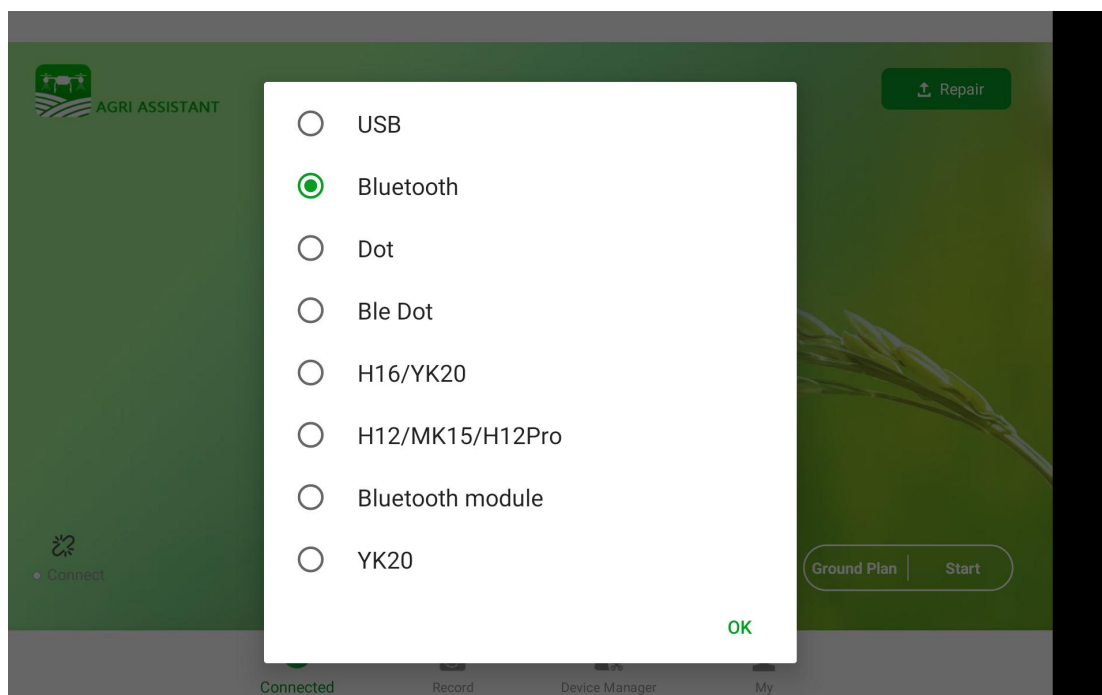 AGRI ASSISTANT
Repair
USB
Bluetooth
Dot
Ble Dot
H16/YK20
H12/MK15/H12Pro
Bluetooth module
YK20
Connect
Ground Plan
Start
OK
Connected
Record
Device Manager
My